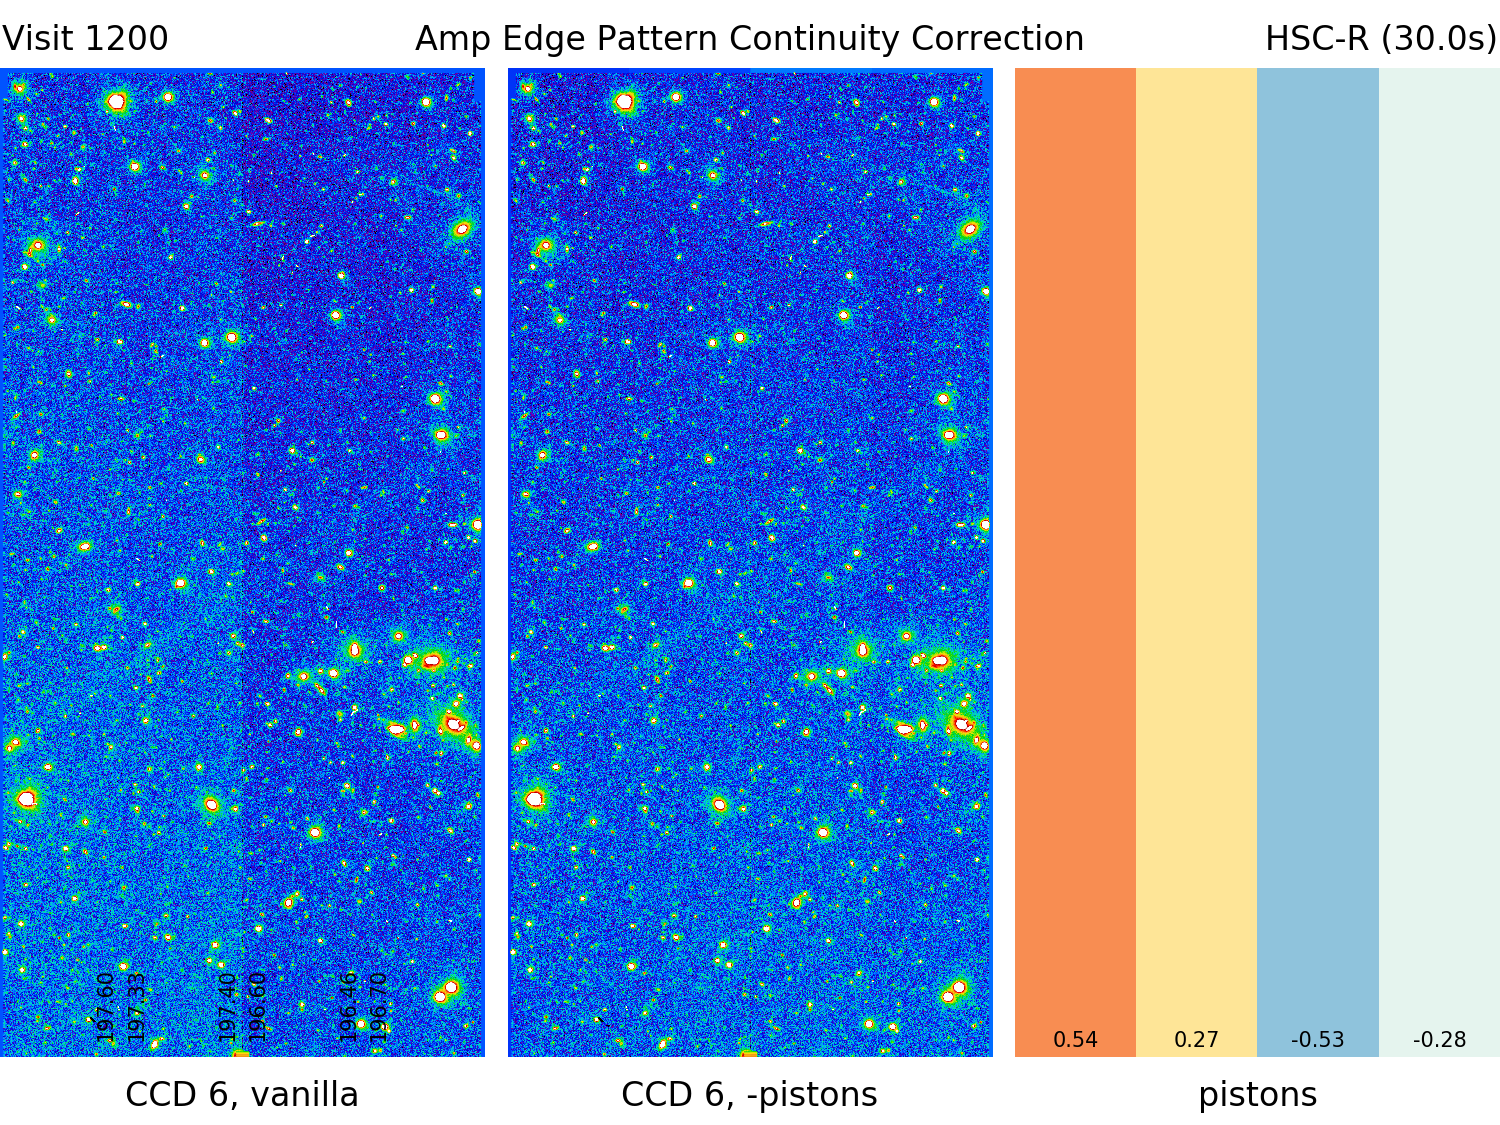 Visit 1200
Amp Edge Pattern Continuity Correction
HSC-R (30.0s)
197.60
197.33
197.40
196.60
196.46
196.70
0.54
0.27
-0.53
-0.28
CCD 6, vanilla
CCD 6, -pistons
pistons